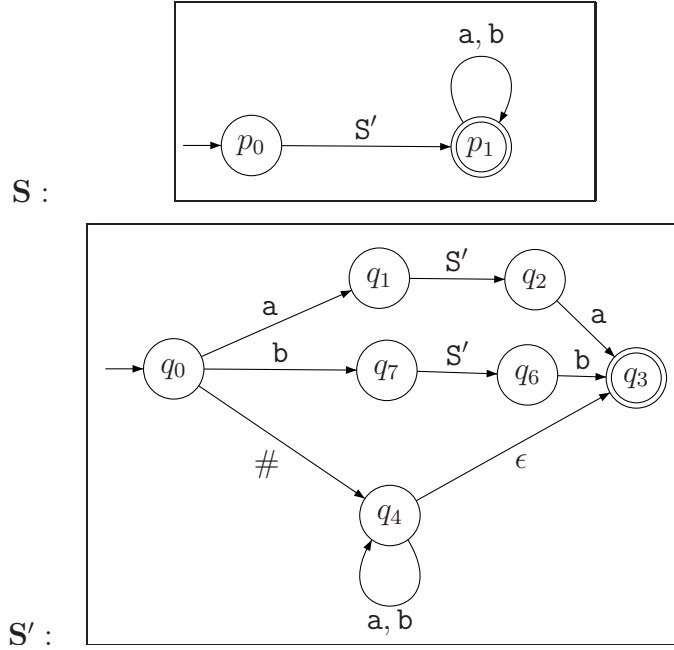 a, b
S′
p0 p1
S :
q1 S′ q2
a a
b S′ b
q0 q7 q6 q3
# ϵ
q4
a, b
S′ :